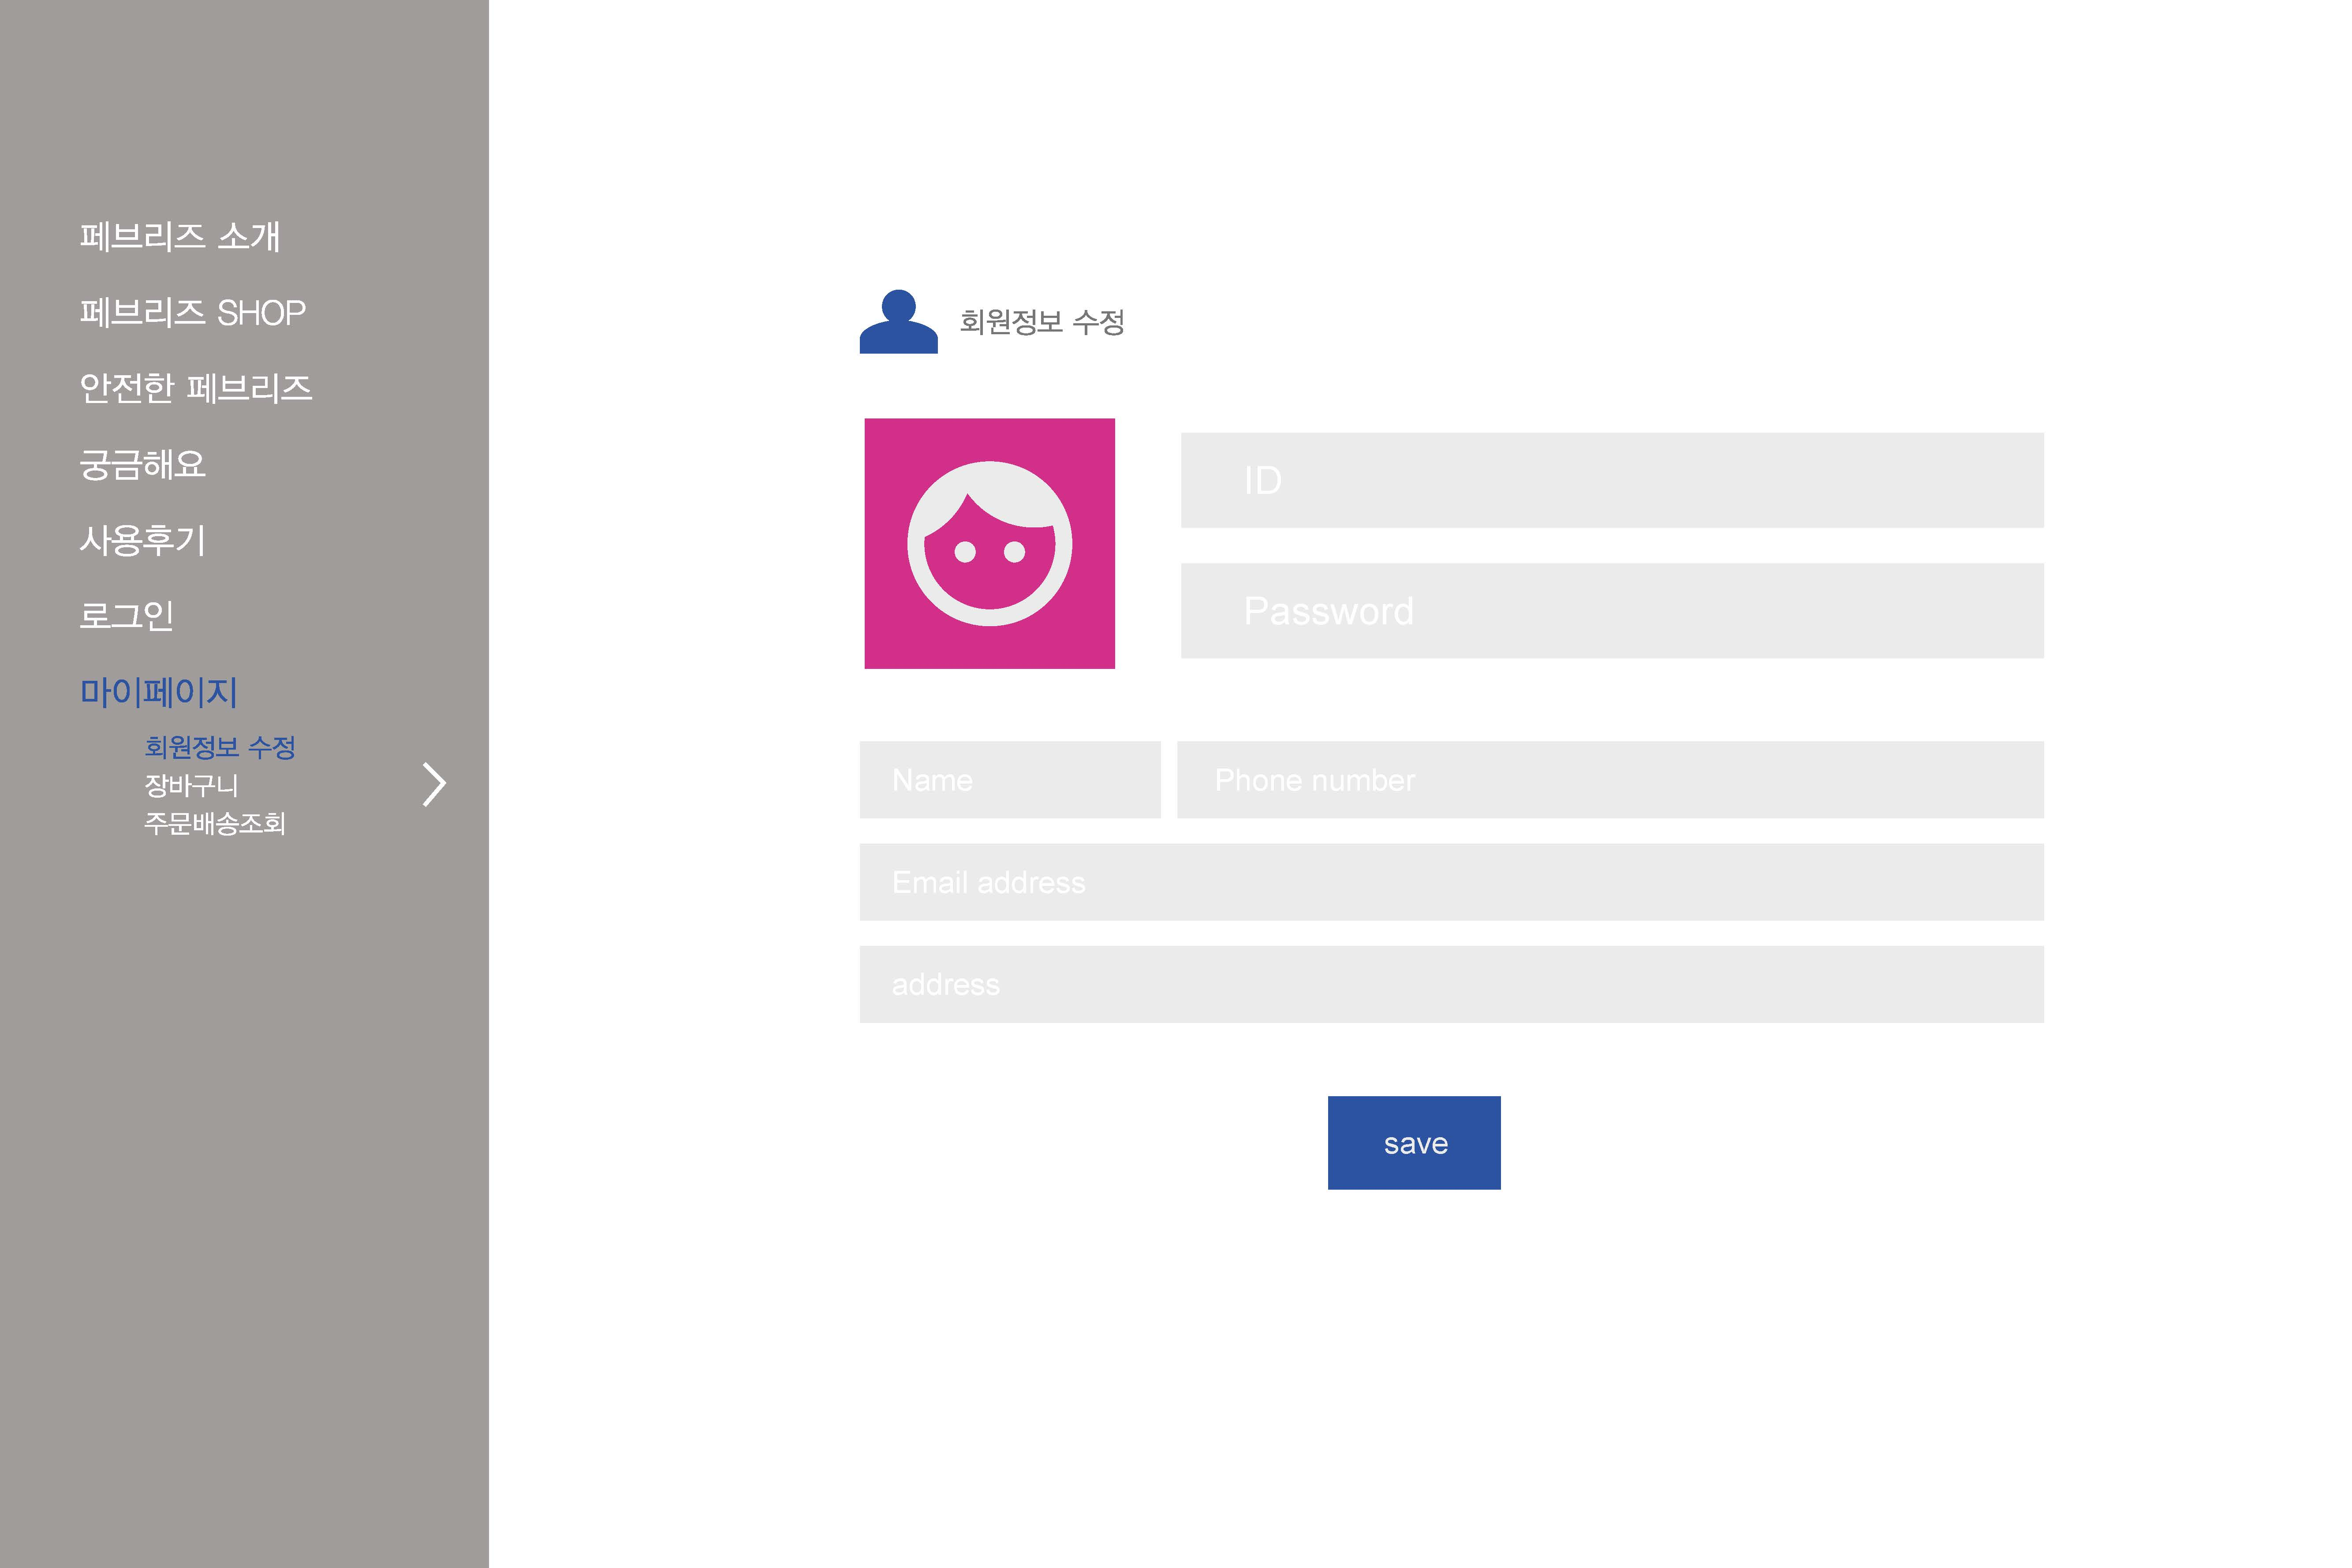 페브리즈 소개
페브리즈 SHOP
안전한 페브리즈
궁금해요
사용후기
로그인
마이페이지
회원정보 수정
장바구니
주문배송조회
회원정보 수정
ID
Password
Name
Phone number
Email address
address
save